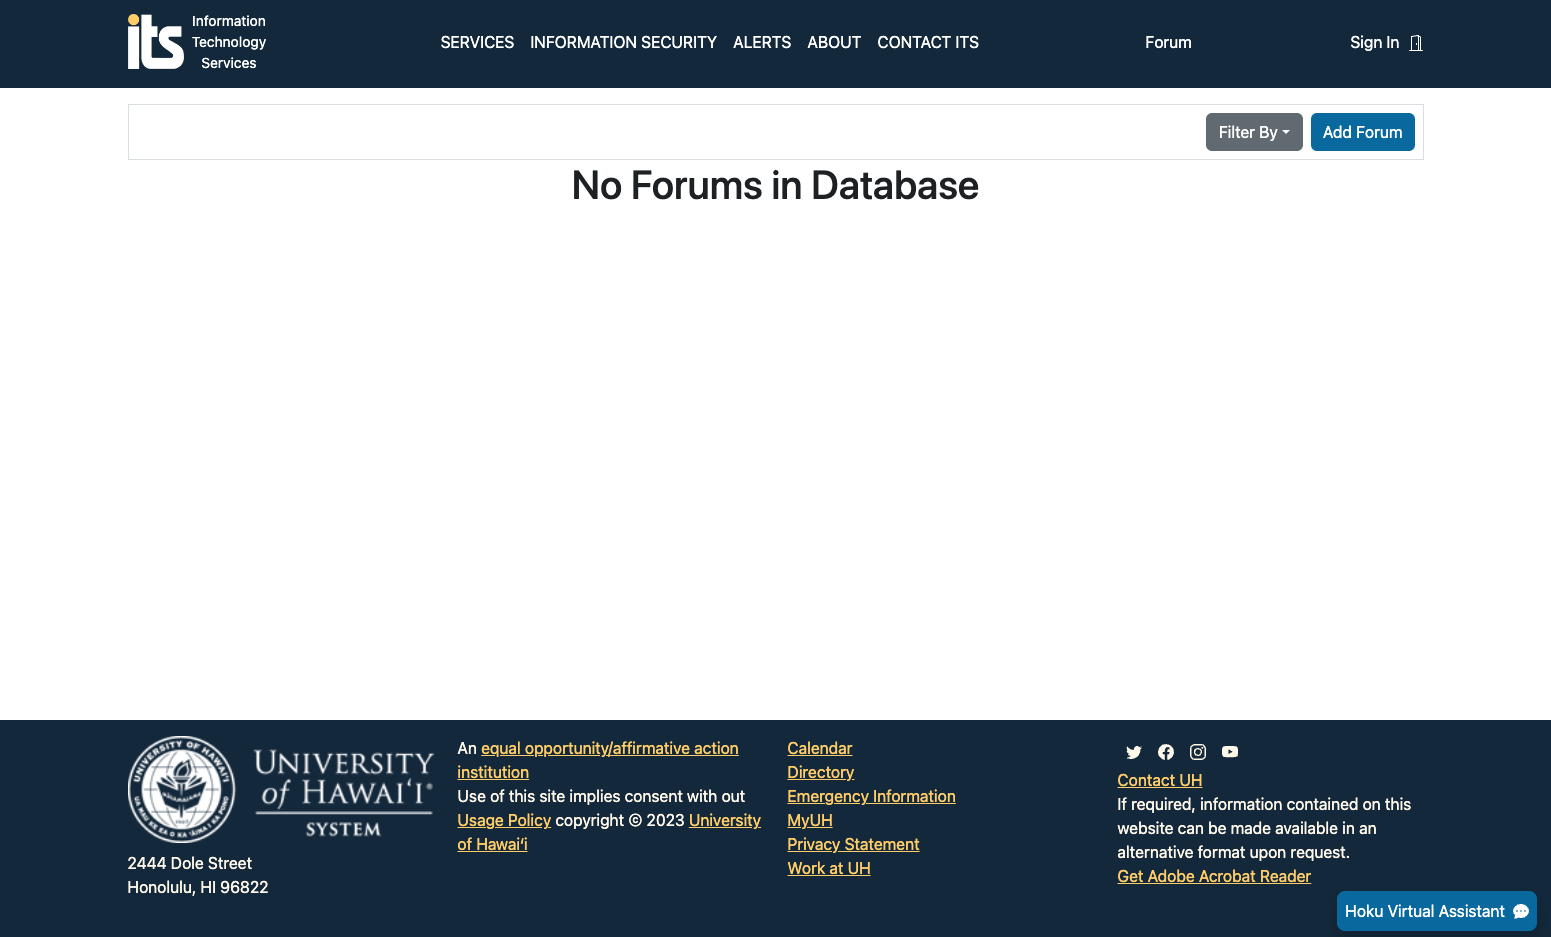 its Information
Technology
Services
SERVICES INFORMATION SECURITY ALERTS ABOUT CONTACT ITS Forum Sign In
Filter By Add Forum
No Forums in Database
UNIVERSITY
of HAWAIʻI®
SYSTEM
2444 Dole Street
Honolulu, HI 96822
An equal opportunity/affirmative action
institution
Use of this site implies consent with out
Usage Policy copyright © 2023 University
of Hawaiʻi
Calendar
Directory
Emergency Information
MyUH
Privacy Statement
Work at UH
Contact UH
If required, information contained on this
website can be made available in an
alternative format upon request.
Get Adobe Acrobat Reader
Hoku Virtual Assistant